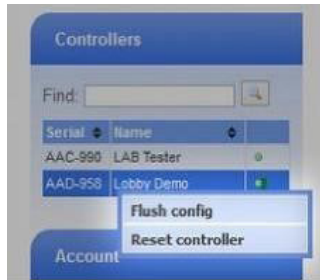 Controllers
Find:
Serial Name
AAC-990 LAB Tester
AAD-958 Lobby Demo
Flush config
Reset controller
Account